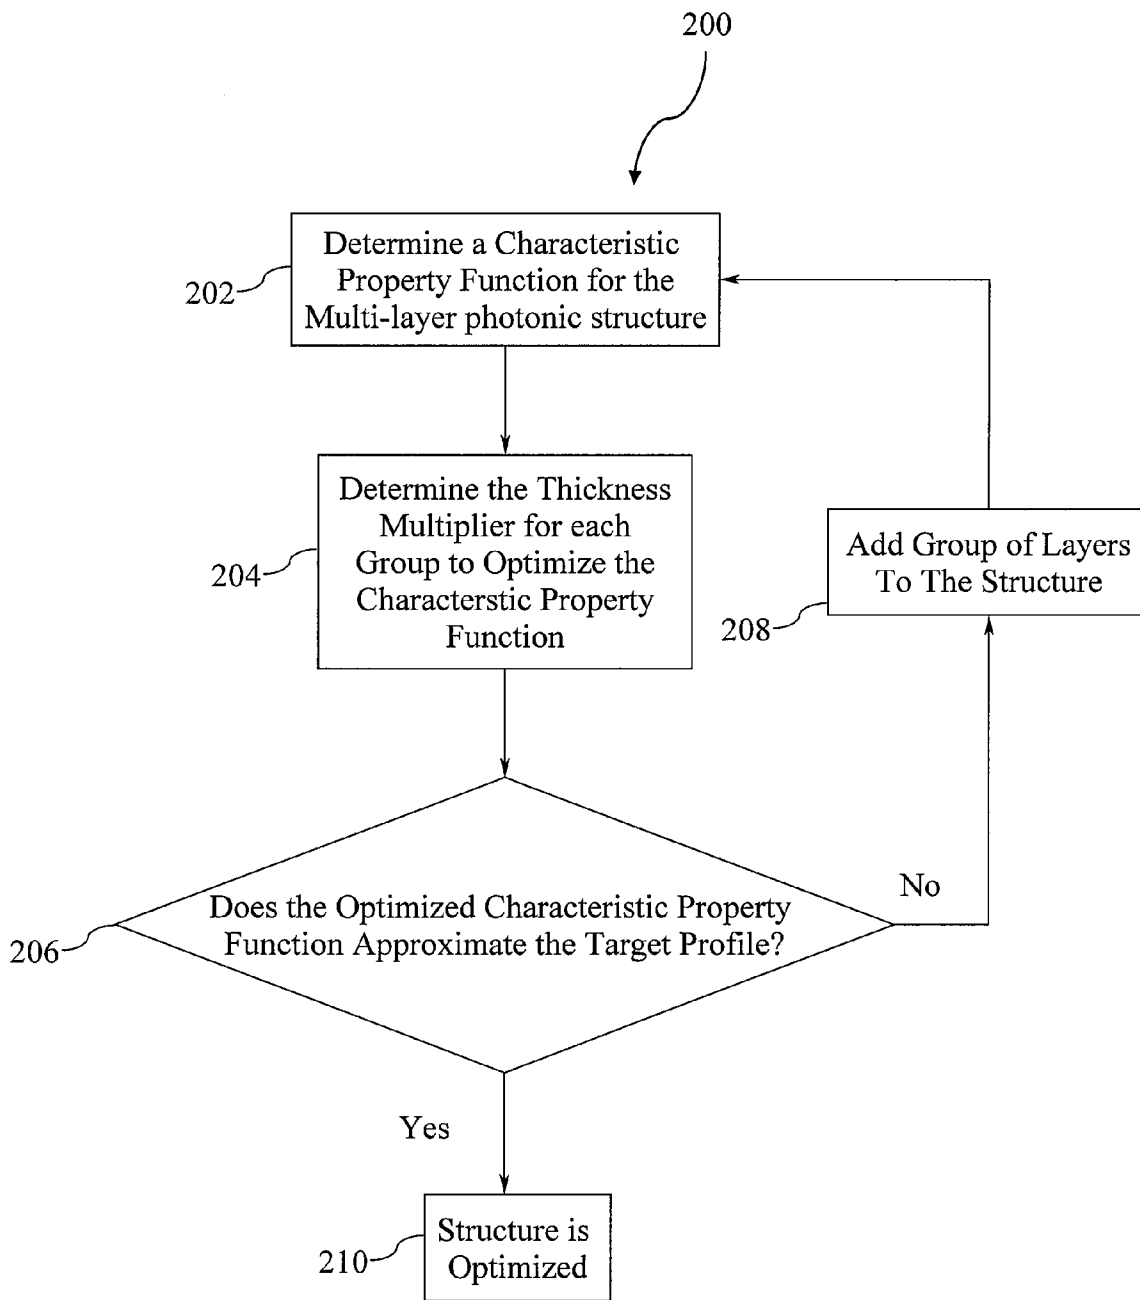 200
Determine a Characteristic
Property Function for the
Multi-layer photonic structure
202
Determine the Thickness
Multiplier for each
Group to Optimize the
Characterstic Property
Function
204
Add Group of Layers
To The Structure
208
Does the Optimized Characteristic Property
Function Approximate the Target Profile?
206
No
Yes
Structure is
Optimized
210